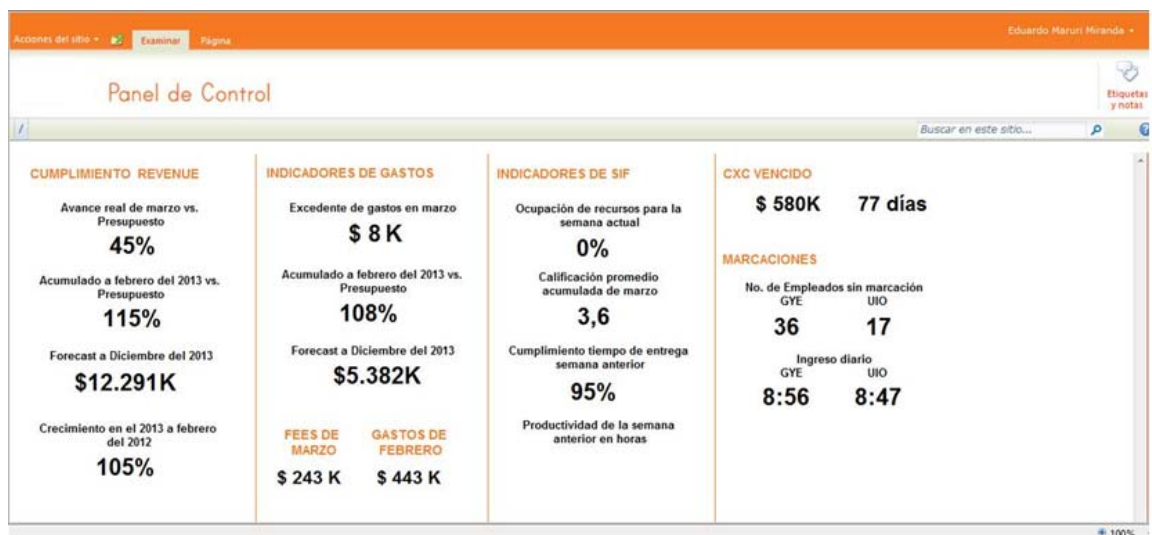 Eduardo Maruri Miranda
Acciones del sitio
Examinar
Página
Panel de Control
Etiquetas
y notas
/
Buscar en este sitio...
CUMPLIMIENTO REVENUE
Avance real de marzo vs.
Presupuesto
45%
Acumulado a febrero del 2013 vs.
Presupuesto
115%
Forecast a Diciembre del 2013
$12.291K
Crecimiento en el 2013 a febrero
del 2012
105%
INDICADORES DE GASTOS
Excedente de gastos en marzo
$ 8 K
Acumulado a febrero del 2013 vs.
Presupuesto
108%
Forecast a Diciembre del 2013
$5.382K
FEES DE
MARZO
$ 243 K
GASTOS DE
FEBRERO
$ 443 K
INDICADORES DE SIF
Ocupación de recursos para la
semana actual
0%
Calificación promedio
acumulada de marzo
3,6
Cumplimiento tiempo de entrega
semana anterior
95%
Productividad de la semana
anterior en horas
CXC VENCIDO
$ 580K 77 días
MARCACIONES
No. de Empleados sin marcación
GYE UIO
36 17
Ingreso diario
GYE UIO
8:56 8:47
100%